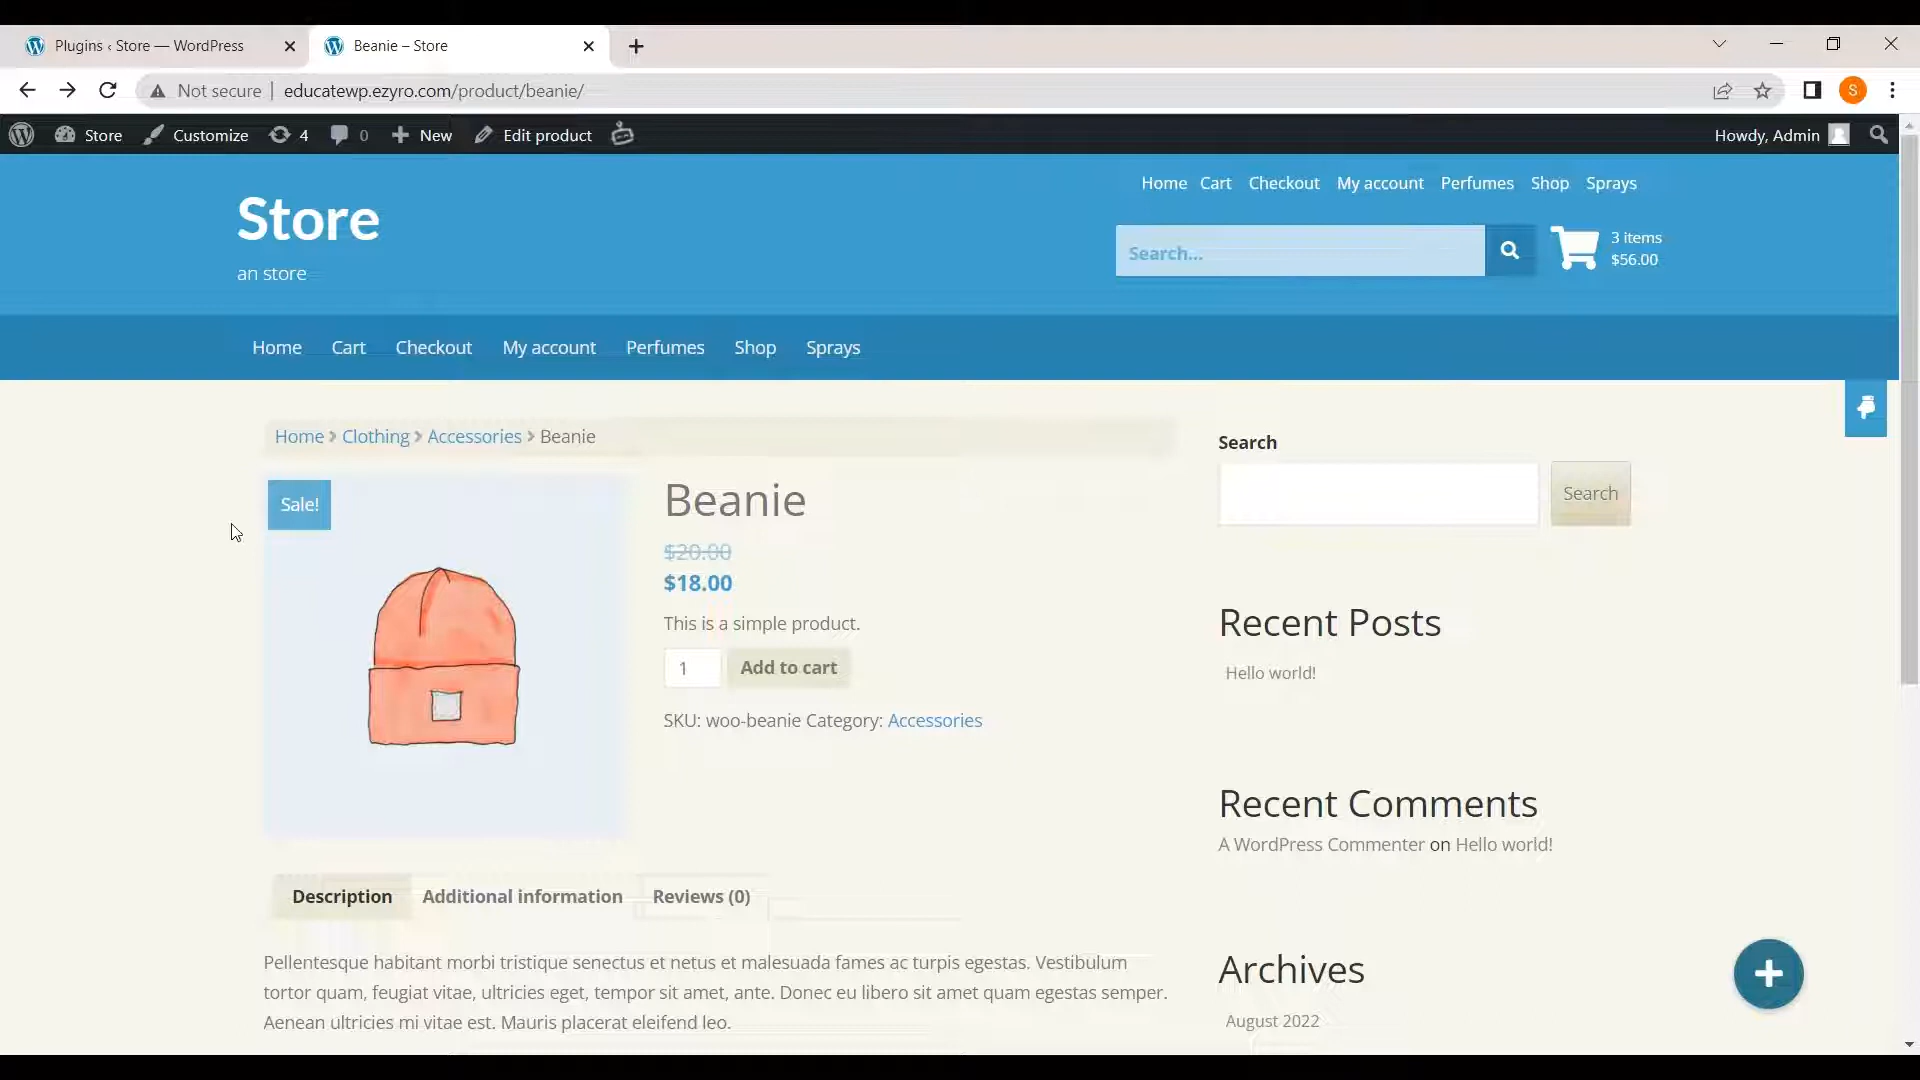 Plugins ‹ Store — WordPress
Beanie – Store
Not secure
educatewp.ezyro.com/product/beanie/
S
Store
Customize
4
0
New
Edit product
Howdy, Admin
Home Cart Checkout My account Perfumes Shop Sprays
Store
an store
Search...
3 items
$56.00
Home Cart Checkout My account Perfumes Shop Sprays
Home > Clothing > Accessories > Beanie
Sale!
Beanie
$20.00
$18.00
This is a simple product.
1 Add to cart
SKU: woo-beanie Category: Accessories
Description Additional information Reviews (0)
Pellentesque habitant morbi tristique senectus et netus et malesuada fames ac turpis egestas. Vestibulum
tortor quam, feugiat vitae, ultricies eget, tempor sit amet, ante. Donec eu libero sit amet quam egestas semper.
Aenean ultricies mi vitae est. Mauris placerat eleifend leo.
Search
Search
Recent Posts
Hello world!
Recent Comments
A WordPress Commenter on Hello world!
Archives
August 2022